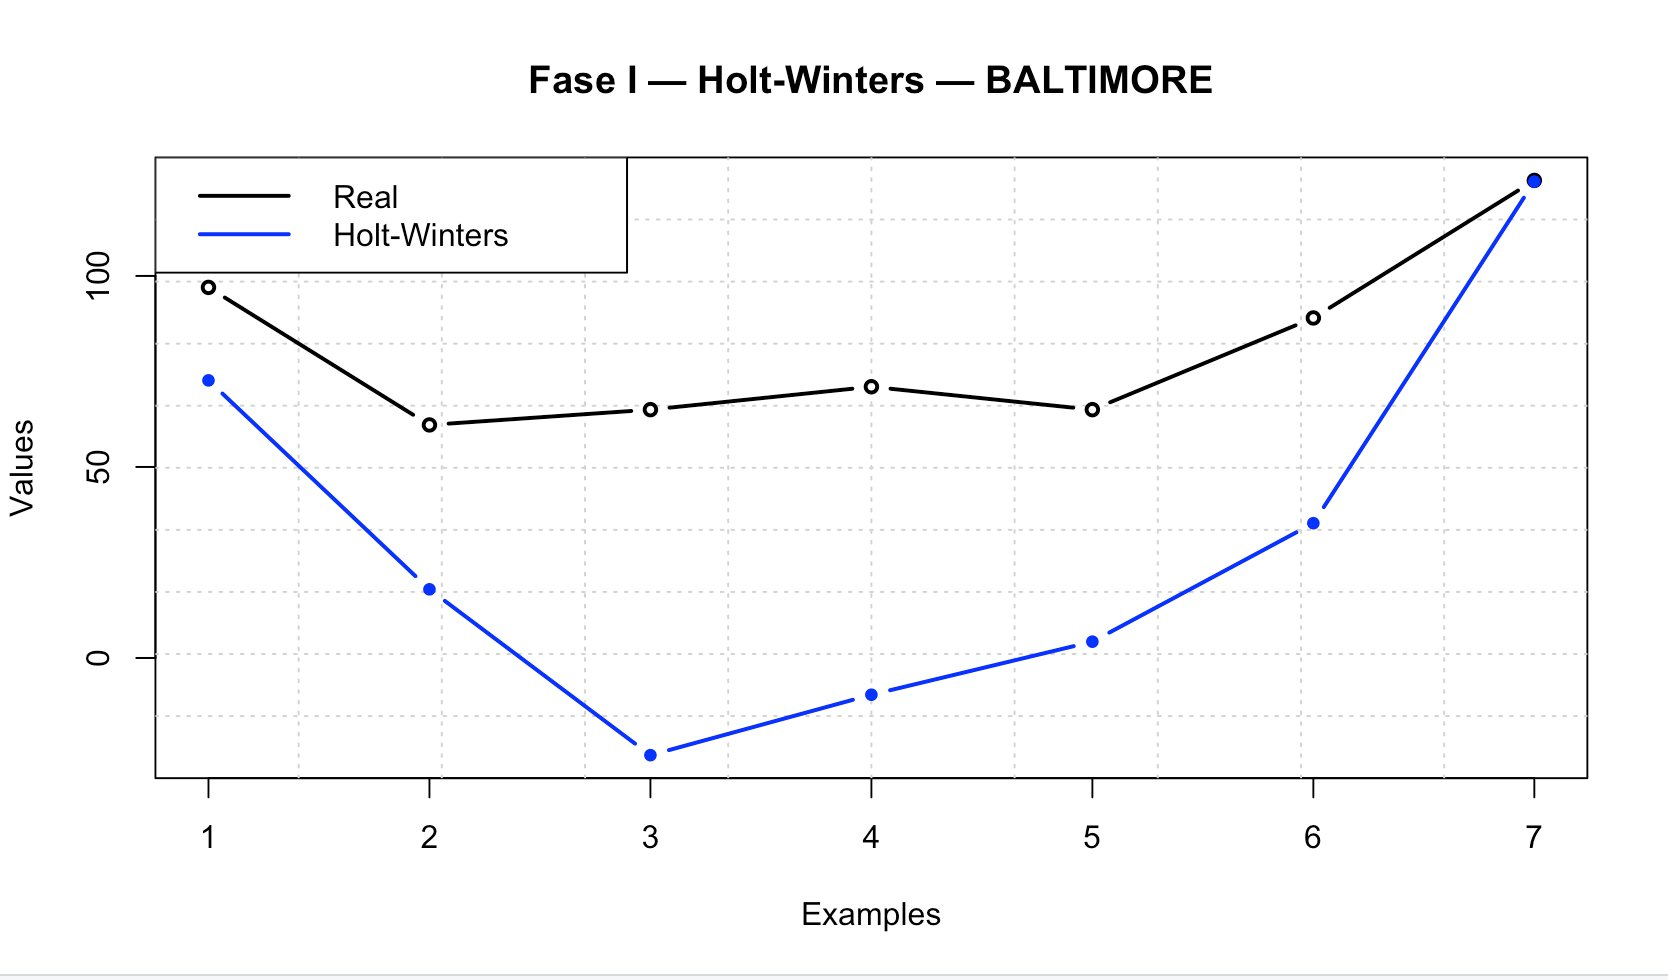 Fase I — Holt-Winters — BALTIMORE
Real
Holt-Winters
Values
100
50
0
1 2 3 4 5 6 7
Examples